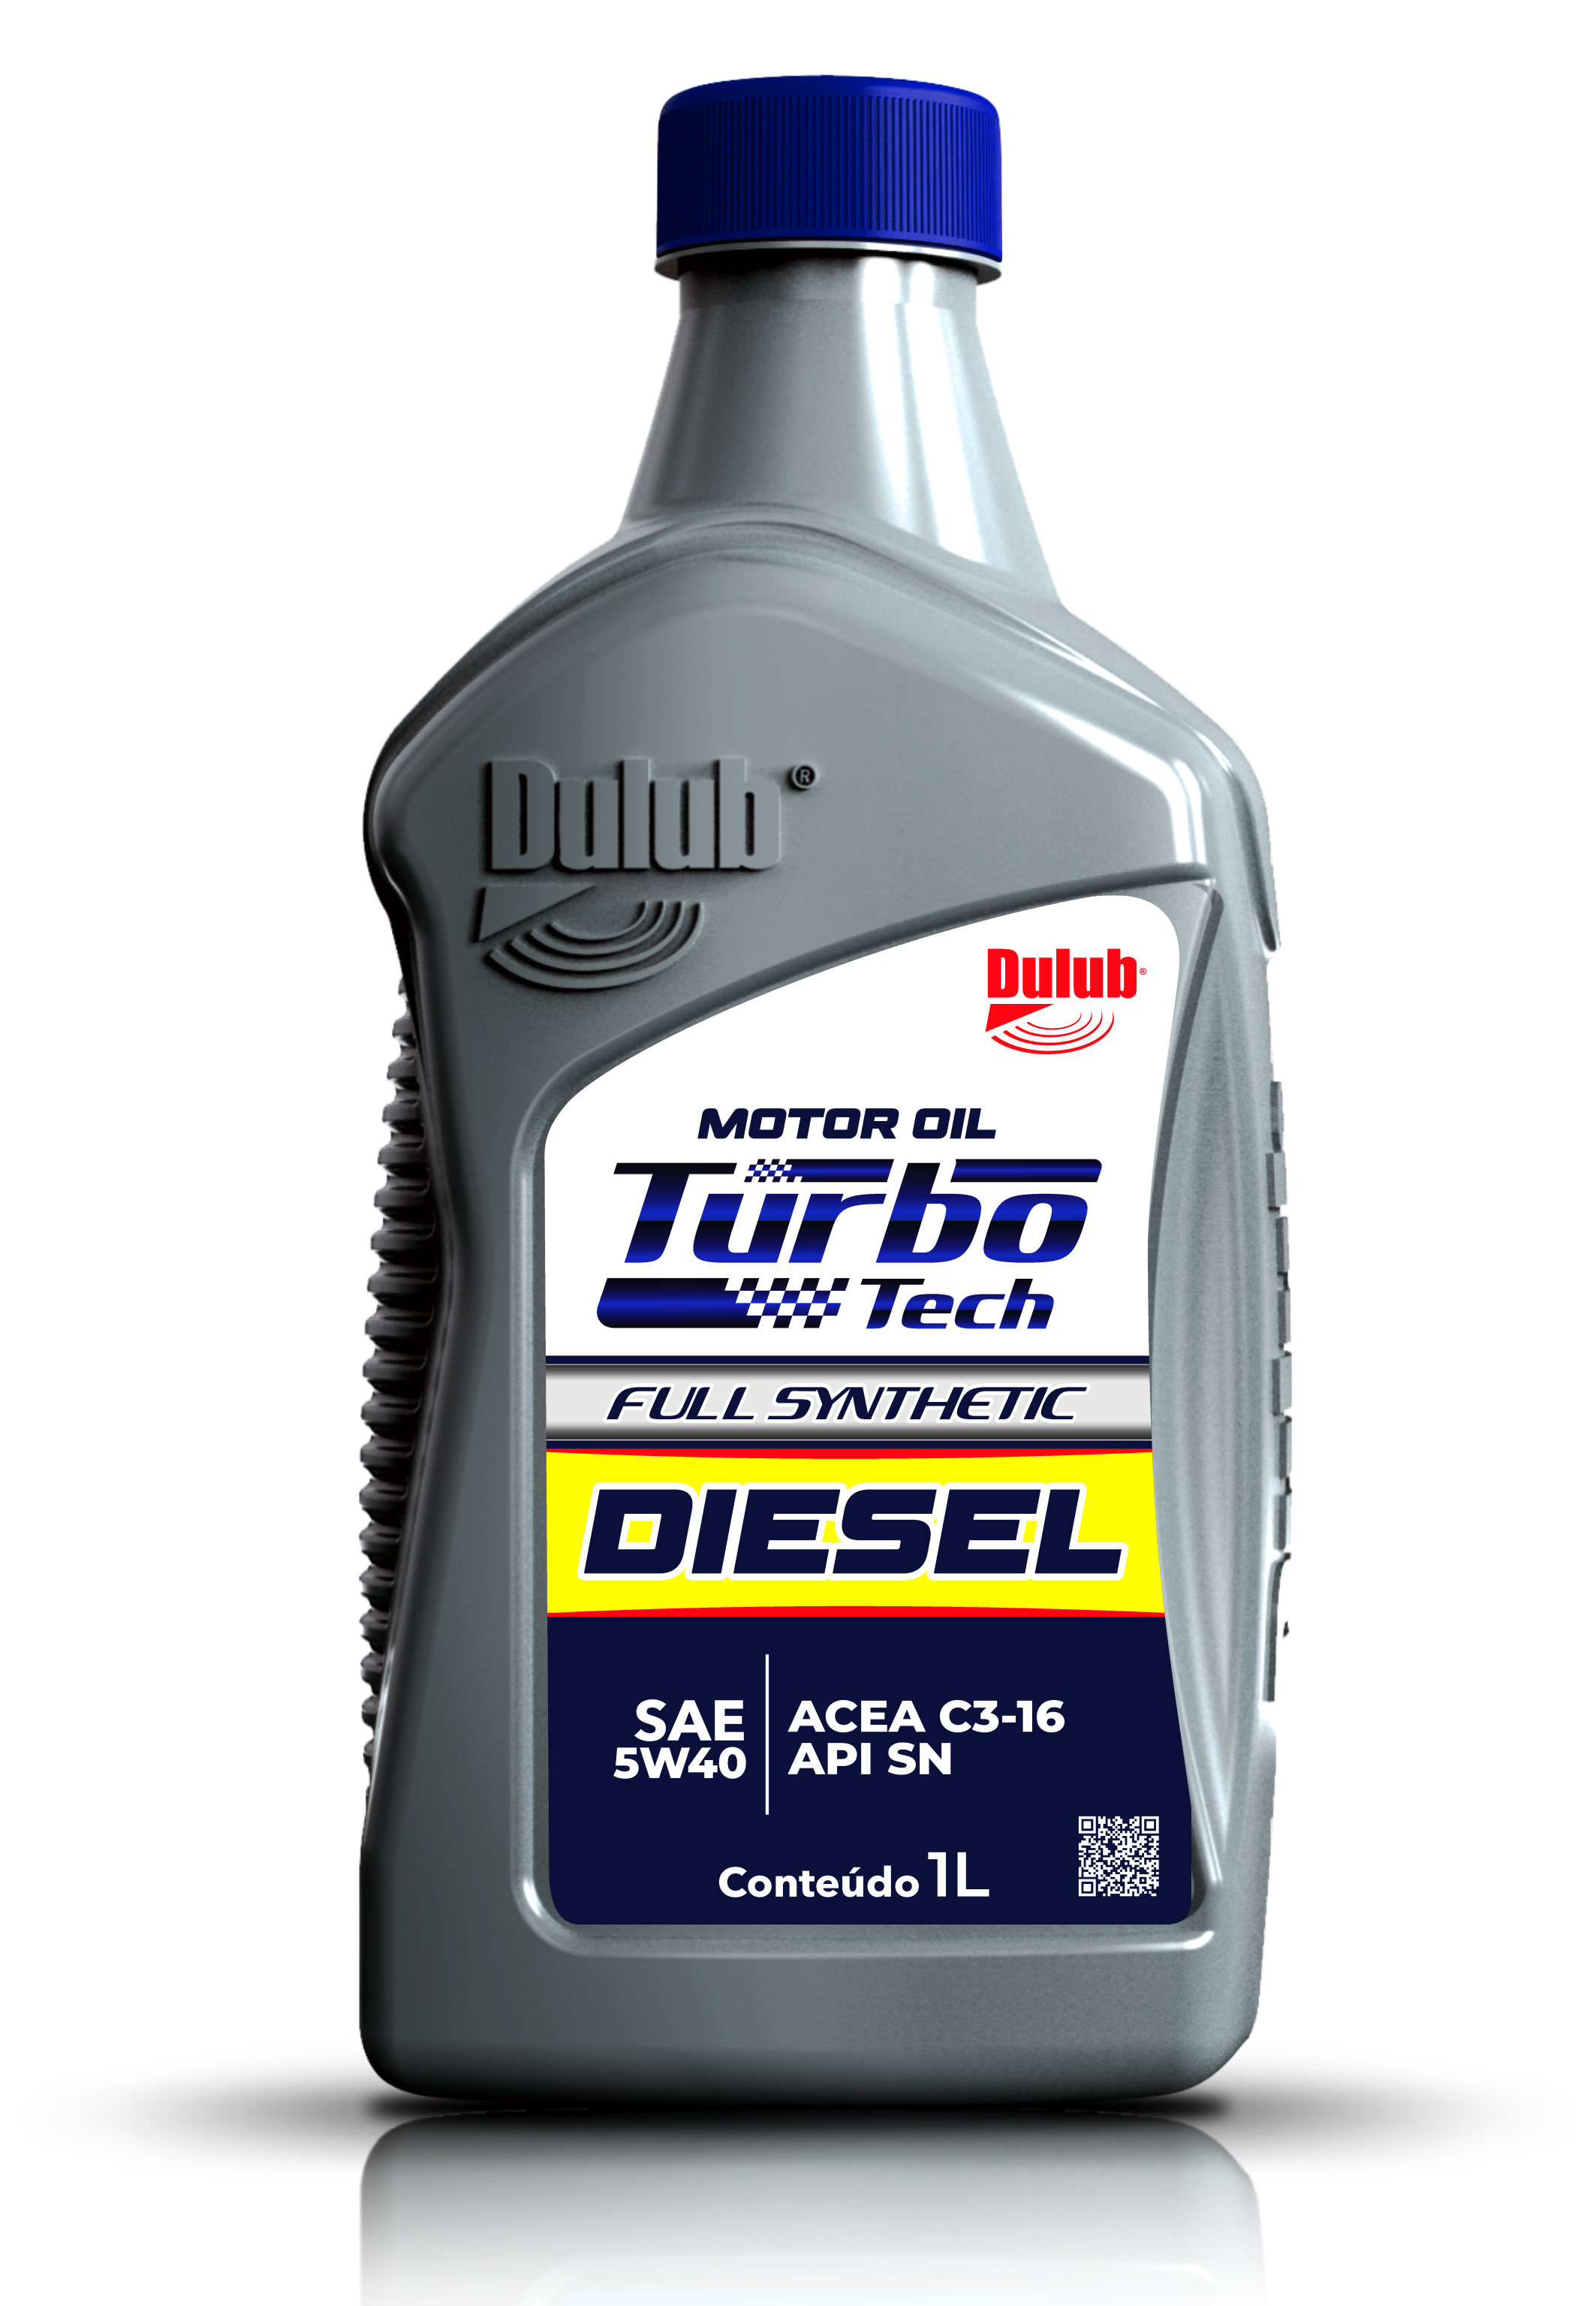 Dulub®
Dulub®
MOTOR OIL
Turbo
Tech
FULL SYNTHETIC
DIESEL
SAE
5W40
ACEA C3-16
API SN
Conteúdo 1L